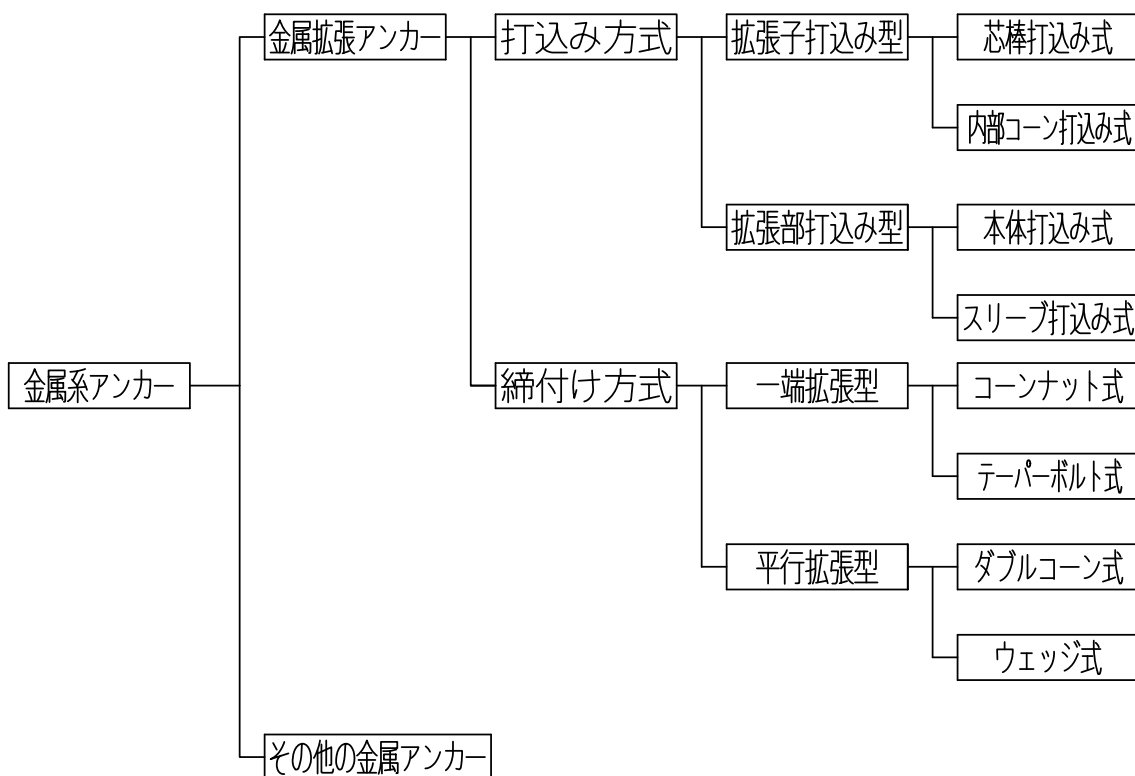 金属拡張アンカー
打込み方式
拡張子打込み型
芯棒打込み式
内部コーン打込み式
拡張部打込み型
本体打込み式
スリーブ打込み式
金属系アンカー
締付け方式
一端拡張型
コーンナット式
テーパーボルト式
平行拡張型
ダブルコーン式
ウェッジ式
その他の金属アンカー